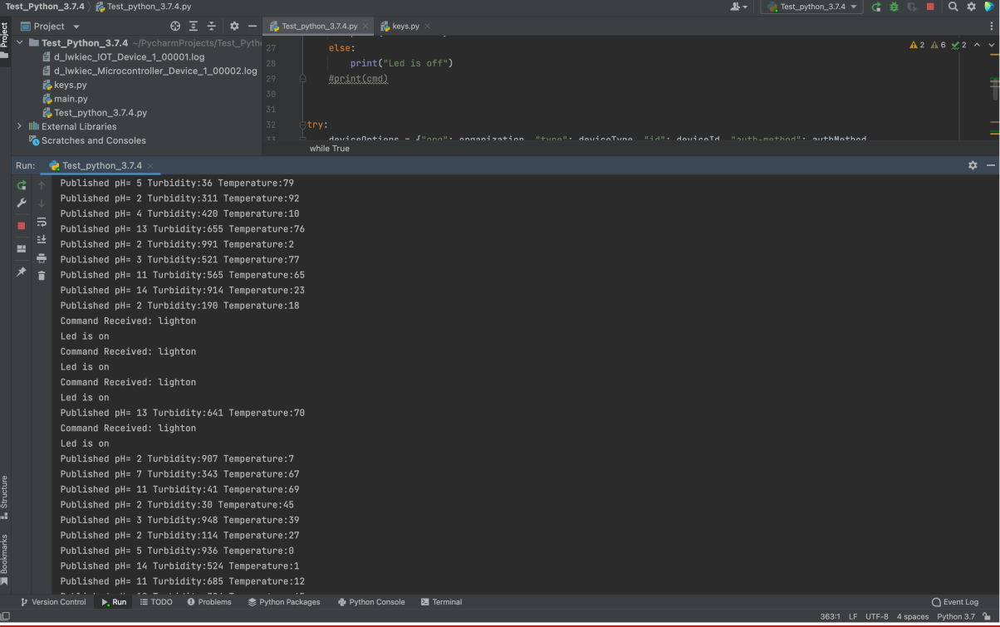 Test_Python_3.7.4 › Test_python_3.7.4.py
Test_python_3.7.4
Project
Project
Test_python_3.7.4.py
keys.py
Test_Python_3.7.4 ~/PycharmProjects/Test_Pyth
d_lwkiec_IOT_Device_1_00001.log
d_lwkiec_Microcontroller_Device_1_00002.log
keys.py
main.py
Test_python_3.7.4.py
External Libraries
Scratches and Consoles
2 6 2
27 else:
28 print("Led is off")
29 #print(cmd)
30
31
32 try:
33 deviceOptions = {"org": organization, "type": deviceType, "id": deviceId, "auth-method": authMethod,
while True
Run: Test_python_3.7.4
Published pH= 5 Turbidity:36 Temperature:79
Published pH= 2 Turbidity:311 Temperature:92
Published pH= 4 Turbidity:420 Temperature:10
Published pH= 13 Turbidity:655 Temperature:76
Published pH= 2 Turbidity:991 Temperature:2
Published pH= 3 Turbidity:521 Temperature:77
Published pH= 11 Turbidity:565 Temperature:65
Published pH= 14 Turbidity:914 Temperature:23
Published pH= 2 Turbidity:190 Temperature:18
Command Received: lighton
Led is on
Command Received: lighton
Led is on
Command Received: lighton
Led is on
Published pH= 13 Turbidity:641 Temperature:70
Command Received: lighton
Led is on
Published pH= 2 Turbidity:907 Temperature:7
Published pH= 7 Turbidity:343 Temperature:67
Published pH= 11 Turbidity:41 Temperature:69
Published pH= 2 Turbidity:30 Temperature:45
Published pH= 3 Turbidity:948 Temperature:39
Published pH= 2 Turbidity:114 Temperature:27
Published pH= 5 Turbidity:936 Temperature:0
Published pH= 14 Turbidity:524 Temperature:1
Published pH= 11 Turbidity:685 Temperature:12
Structure
Bookmarks
Version Control Run TODO Problems Python Packages Python Console Terminal Event Log
363:1 LF UTF-8 4 spaces Python 3.7